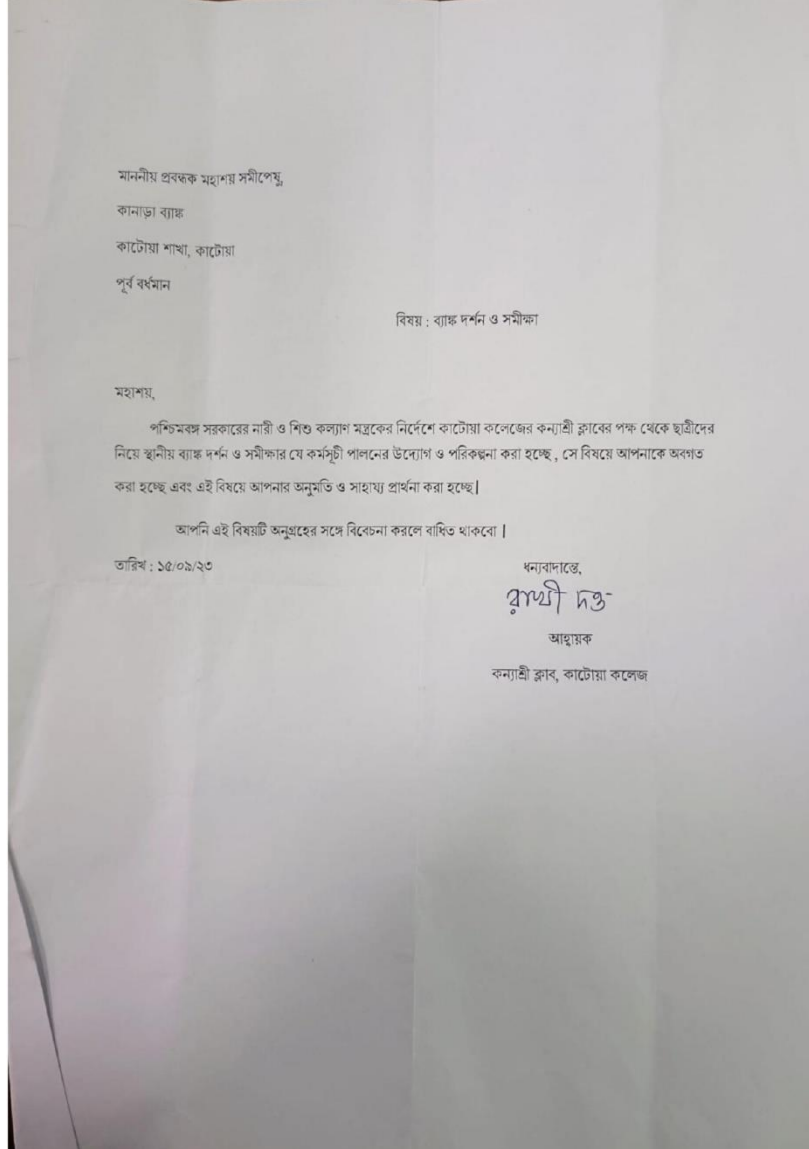 মাননীয় প্রবন্ধক মহাশয় সমীপেষু,
কানাড়া ব্যাঙ্ক
কাটোয়া শাখা, কাটোয়া
পূর্ব বর্ধমান
বিষয় : ব্যাঙ্ক দর্শন ও সমীক্ষা
মহাশয়,
পশ্চিমবঙ্গ সরকারের নারী ও শিশু কল্যাণ মন্ত্রকের নির্দেশে কাটোয়া কলেজের কন্যাশ্রী ক্লাবের পক্ষ থেকে ছাত্রীদের
নিয়ে স্থানীয় ব্যাঙ্ক দর্শন ও সমীক্ষার যে কর্মসূচী পালনের উদ্যোগ ও পরিকল্পনা করা হচ্ছে , সে বিষয়ে আপনাকে অবগত
করা হচ্ছে এবং এই বিষয়ে আপনার অনুমতি ও সাহায্য প্রার্থনা করা হচ্ছে|
আপনি এই বিষয়টি অনুগ্রহের সঙ্গে বিবেচনা করলে বাধিত থাকবো |
তারিখ : ১৫/০৯/২৩
ধন্যবাদান্তে,
রাখী দত্ত
আহ্বায়ক
কন্যাশ্রী ক্লাব, কাটোয়া কলেজ